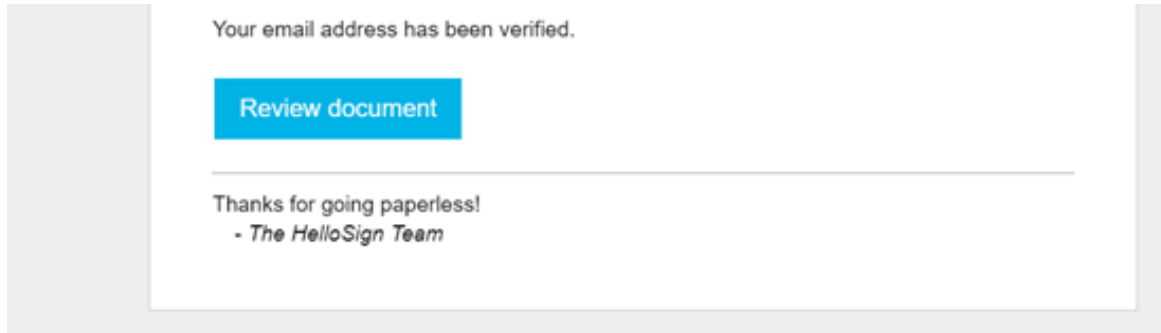 Your email address has been verified.
Review document
Thanks for going paperless!
- The HelloSign Team